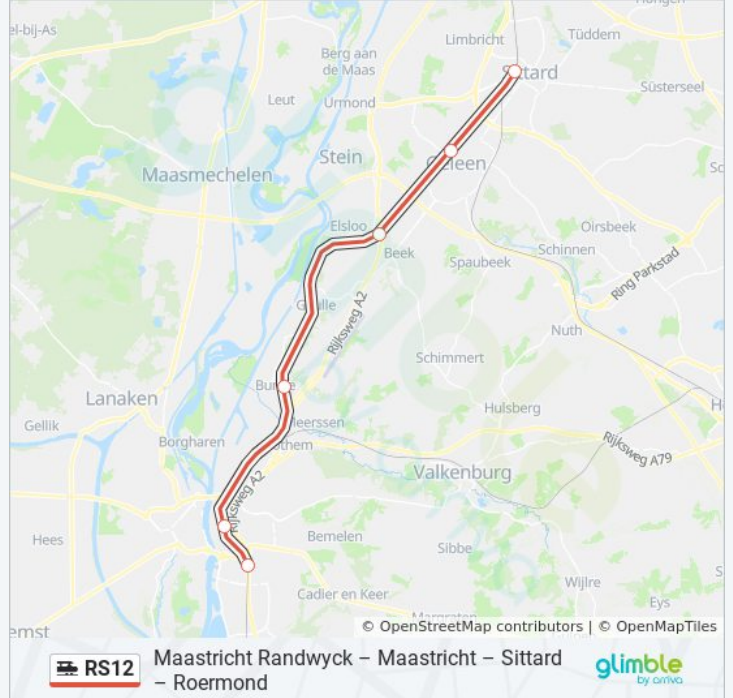 el-bij-As
Limbricht
Tüddern
Berg aan
de Maas
Sittard
Leut
Urmond
Süsterseel
Stein
Geleen
Maasmechelen
Elsloo
Oirsbeek
Beek
Schinnen
Spaubeek
Ring Parkstad
Geulle
Rijksweg A2
Nuth
Schimmert
Bunde
Lanaken
Hulsberg
Gellik
Meerssen
Borgharen
othem
Rijksweg A79
Valkenburg
Rijksweg A2
Hees
Bemelen
Sibbe
Wijlre
Cadier en Keer
Eys
Margraten
emst
© OpenStreetMap contributors | © OpenMapTiles
RS12
Maastricht Randwyck – Maastricht – Sittard
– Roermond
glimble
by arriva